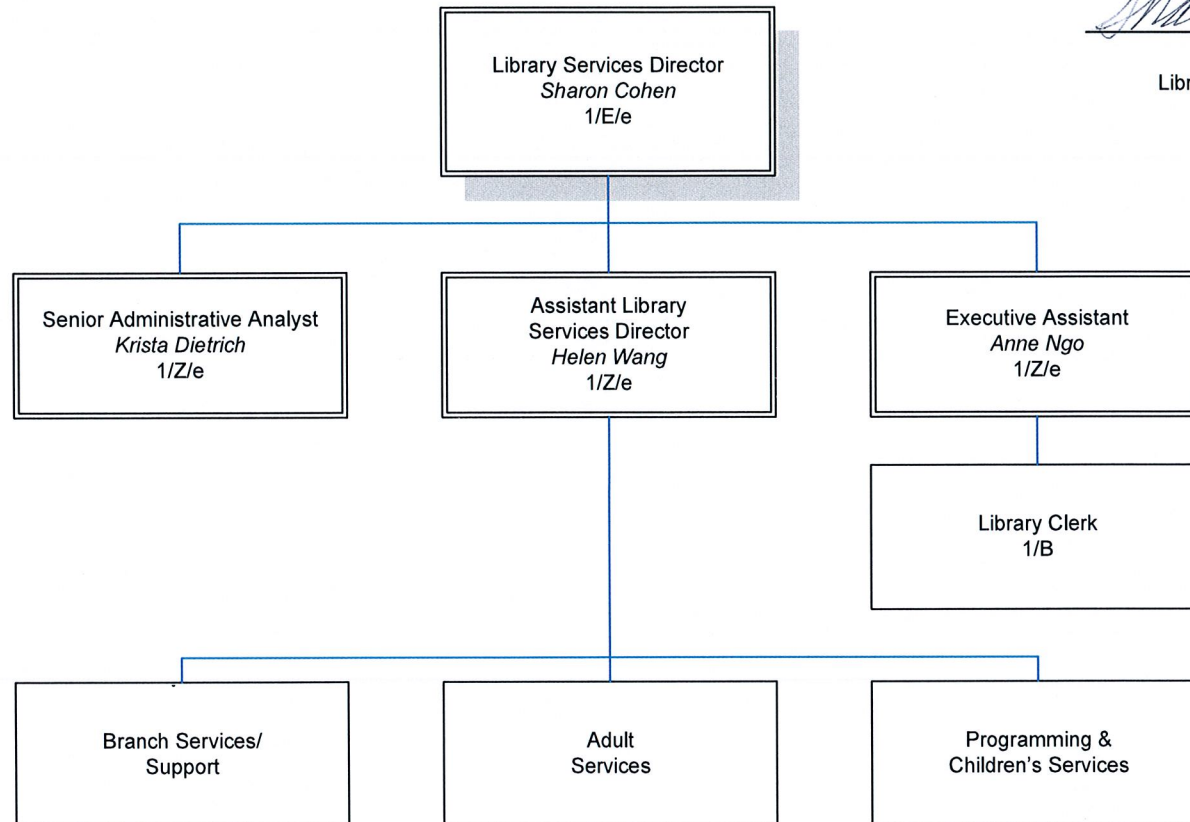 Libr
Library Services Director
Sharon Cohen
1/E/e
Senior Administrative Analyst
Krista Dietrich
1/Z/e
Assistant Library
Services Director
Helen Wang
1/Z/e
Executive Assistant
Anne Ngo
1/Z/e
Library Clerk
1/B
Branch Services/
Support
Adult
Services
Programming &
Children's Services